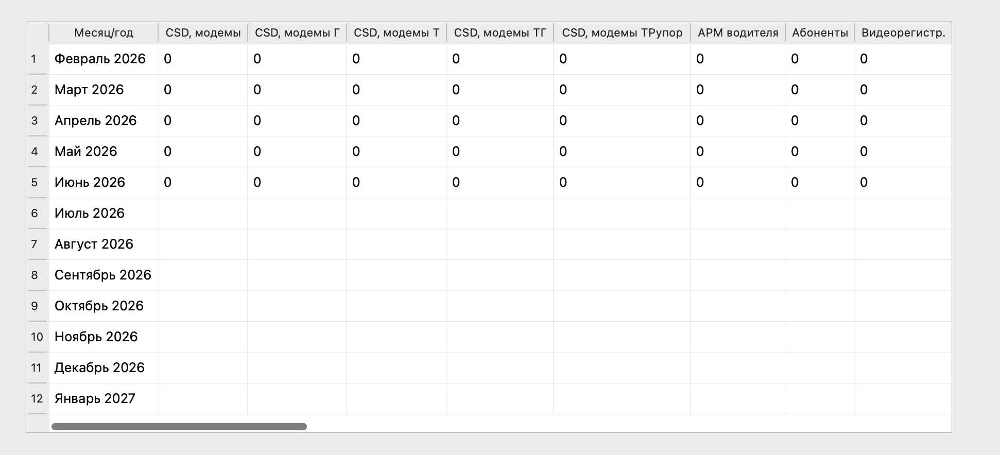 Месяц/год CSD, модемы CSD, модемы Г CSD, модемы Т CSD, модемы ТГ CSD, модемы ТРупор АРМ водителя Абоненты Видеорегистр.
1 Февраль 2026 0 0 0 0 0 0 0 0
2 Март 2026 0 0 0 0 0 0 0 0
3 Апрель 2026 0 0 0 0 0 0 0 0
4 Май 2026 0 0 0 0 0 0 0 0
5 Июнь 2026 0 0 0 0 0 0 0 0
6 Июль 2026
7 Август 2026
8 Сентябрь 2026
9 Октябрь 2026
10 Ноябрь 2026
11 Декабрь 2026
12 Январь 2027